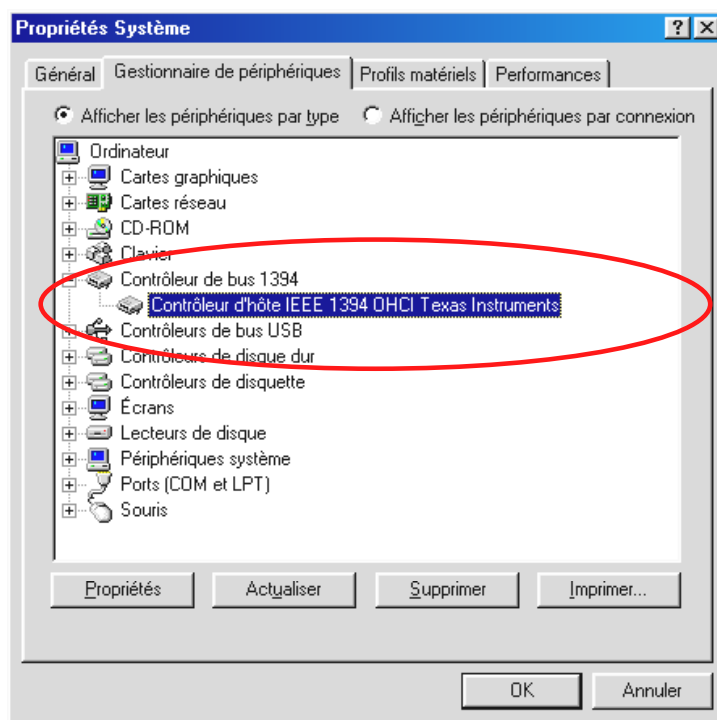 Propriétés Système
Général Gestionnaire de périphériques Profils matériels Performances
Afficher les périphériques par type Afficher les périphériques par connexion
Ordinateur
Cartes graphiques
Cartes réseau
CD-ROM
Clavier
Contrôleur de bus 1394
Contrôleur d'hôte IEEE 1394 OHCI Texas Instruments
Contrôleurs de bus USB
Contrôleurs de disque dur
Contrôleurs de disquette
Écrans
Lecteurs de disque
Périphériques système
Ports (COM et LPT)
Souris
Propriétés Actualiser Supprimer Imprimer...
OK Annuler